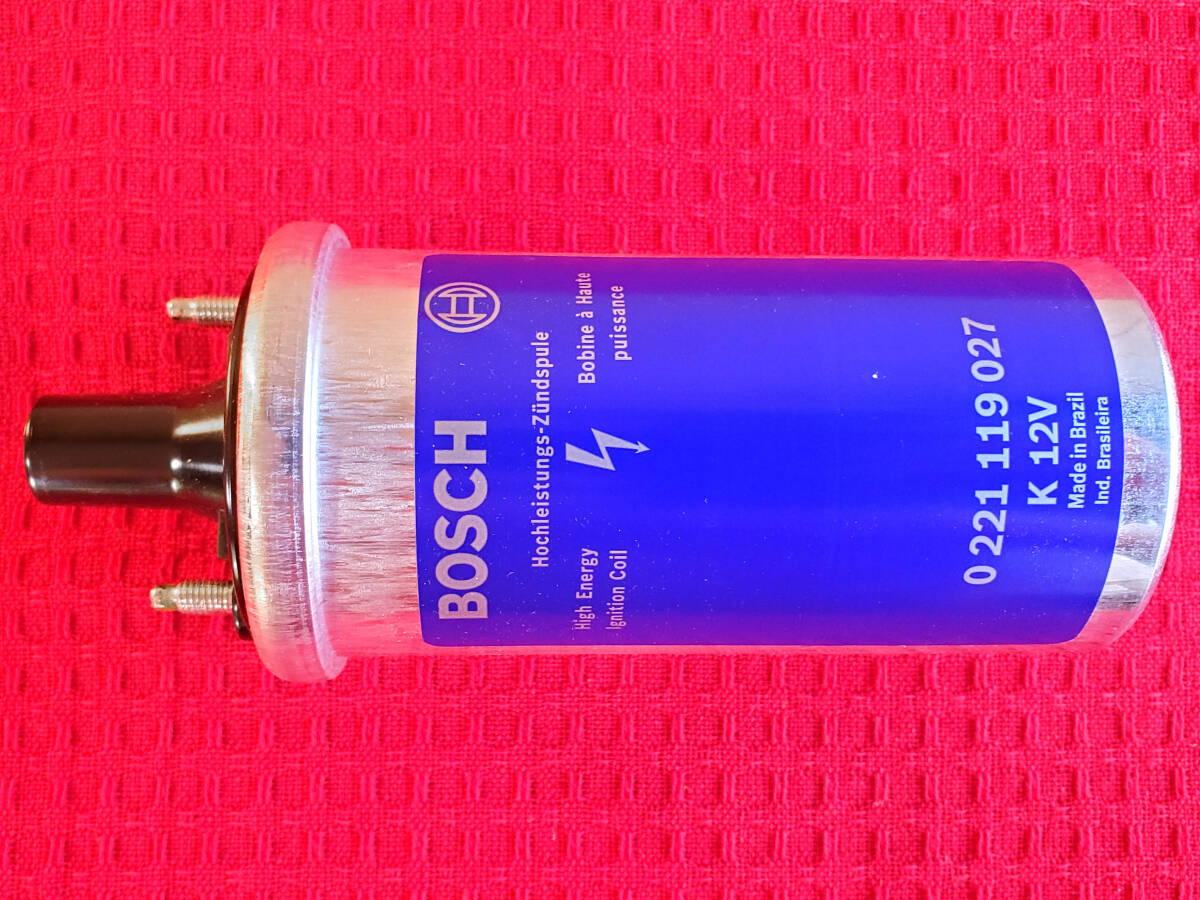 BOSCH
Hochleistungs-Zündspule
High Energy
Ignition Coil
Bobine à Haute
puissance
0 221 119 027
K 12V
Made in Brazil
Ind. Brasileira